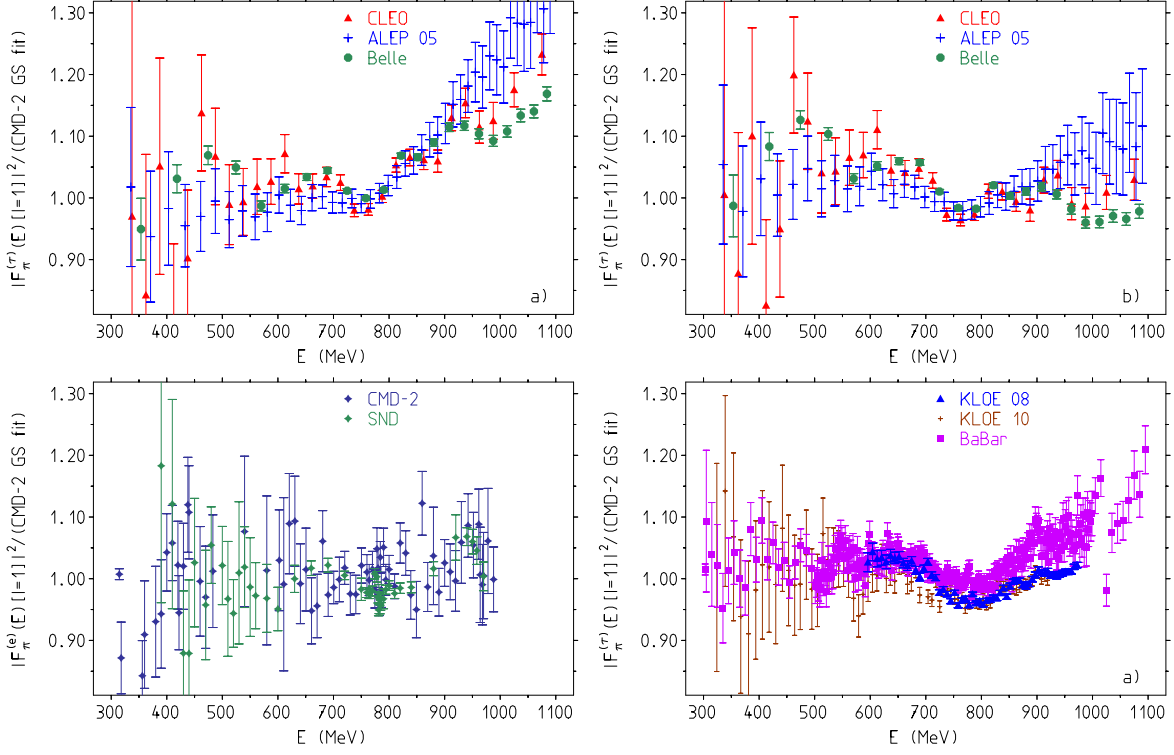 1.30
1.20
1.10
1.00
0.90
|Fπ(τ)(E)[I=1]|²/(CMD-2 GS fit)
CLEO
ALEP 05
Belle
a)
300 400 500 600 700 800 900 1000 1100
E (MeV)
1.30
1.20
1.10
1.00
0.90
|Fπ(τ)(E)[I=1]|²/(CMD-2 GS fit)
CLEO
ALEP 05
Belle
b)
300 400 500 600 700 800 900 1000 1100
E (MeV)
1.30
1.20
1.10
1.00
0.90
|Fπ(e)(E)[I=1]|²/(CMD-2 GS fit)
CMD-2
SND
300 400 500 600 700 800 900 1000 1100
E (MeV)
1.30
1.20
1.10
1.00
0.90
|Fπ(τ)(E)[I=1]|²/(CMD-2 GS fit)
KLOE 08
KLOE 10
BaBar
a)
300 400 500 600 700 800 900 1000 1100
E (MeV)